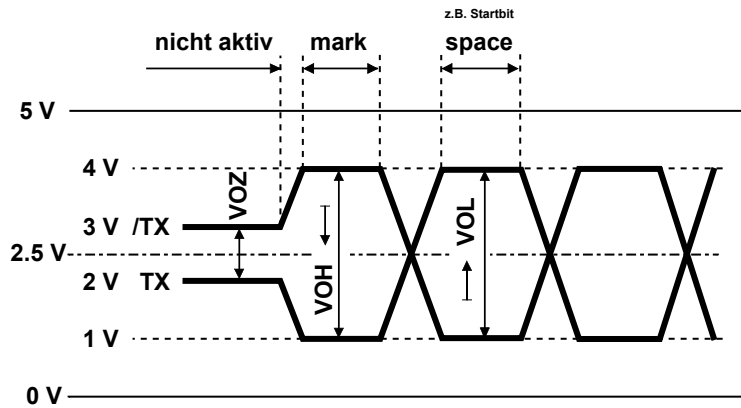 z.B. Startbit
nicht aktiv mark space
5 V
4 V
VOZ
3 V /TX
2.5 V
2 V TX
VOH
VOL
1 V
0 V